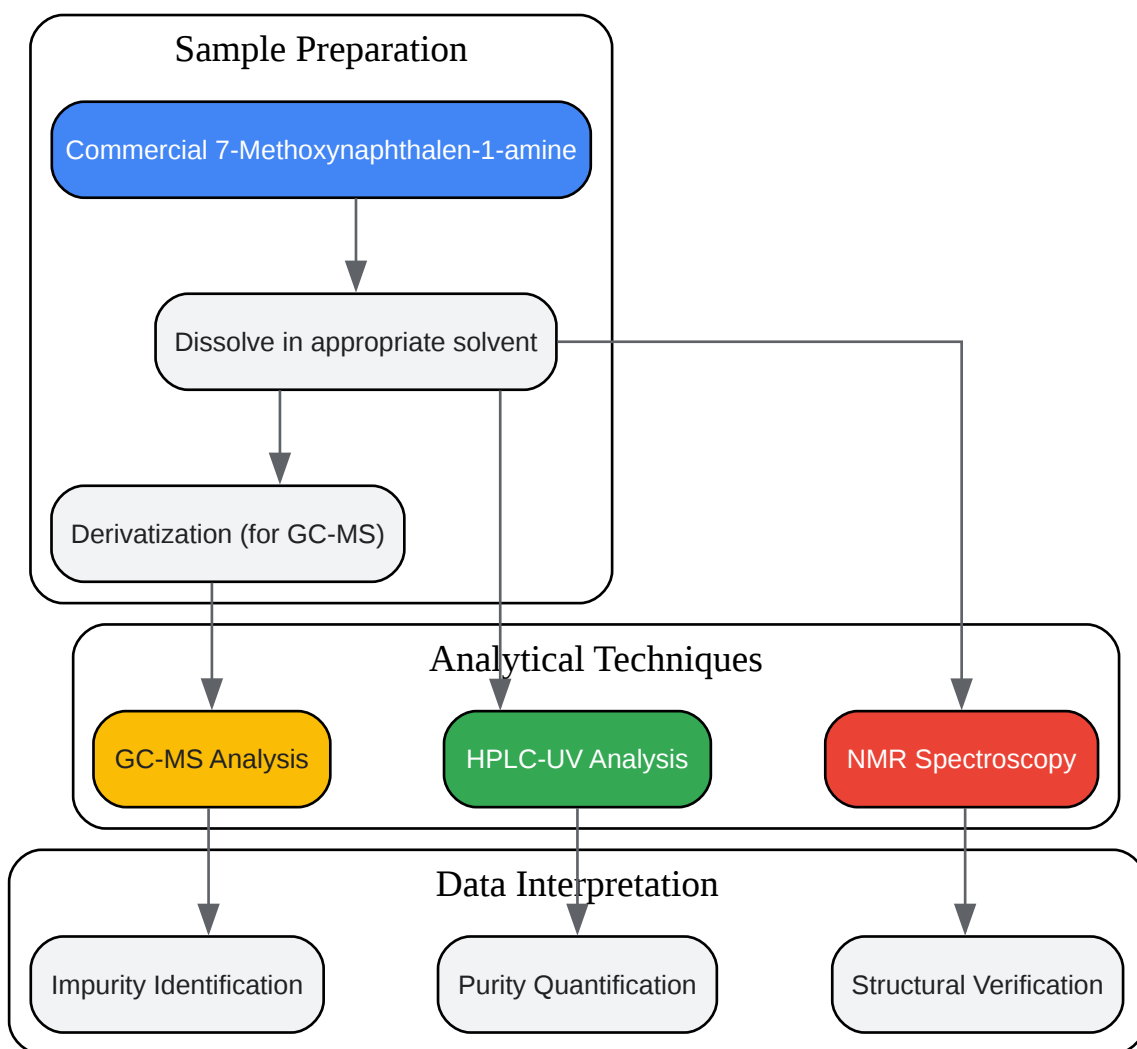 Sample Preparation
Commercial 7-Methoxynaphthalen-1-amine
Dissolve in appropriate solvent
Derivatization (for GC-MS)
Analytical Techniques
GC-MS Analysis
HPLC-UV Analysis
NMR Spectroscopy
Data Interpretation
Impurity Identification
Purity Quantification
Structural Verification